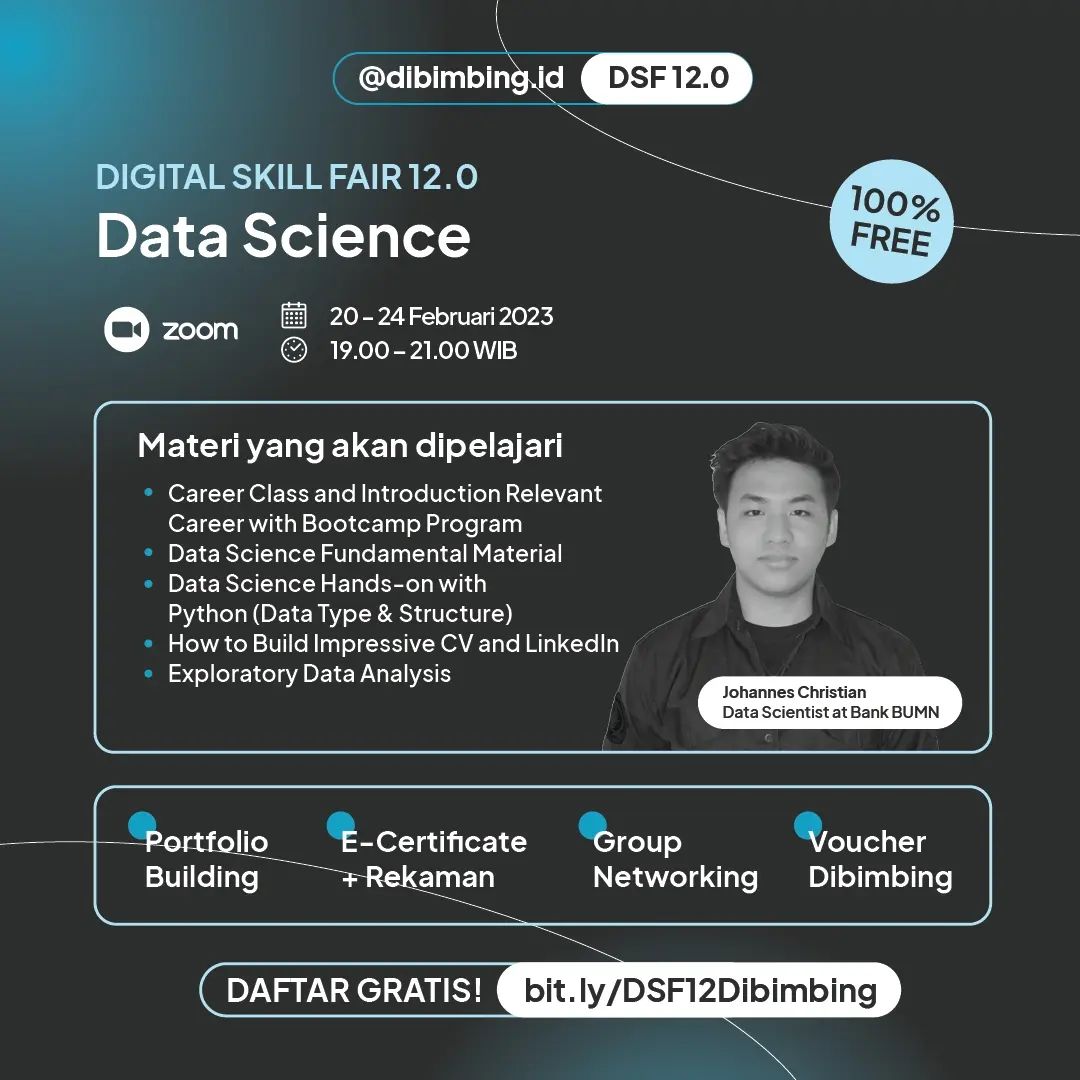 @dibimbing.id DSF 12.0
DIGITAL SKILL FAIR 12.0
Data Science
100%
FREE
zoom
20 – 24 Februari 2023
19.00 – 21.00 WIB
Materi yang akan dipelajari
Career Class and Introduction Relevant
Career with Bootcamp Program
Data Science Fundamental Material
Data Science Hands-on with
Python (Data Type & Structure)
How to Build Impressive CV and LinkedIn
Exploratory Data Analysis
Johannes Christian
Data Scientist at Bank BUMN
Portfolio
Building
E-Certificate
+ Rekaman
Group
Networking
Voucher
Dibimbing
DAFTAR GRATIS! bit.ly/DSF12Dibimbing